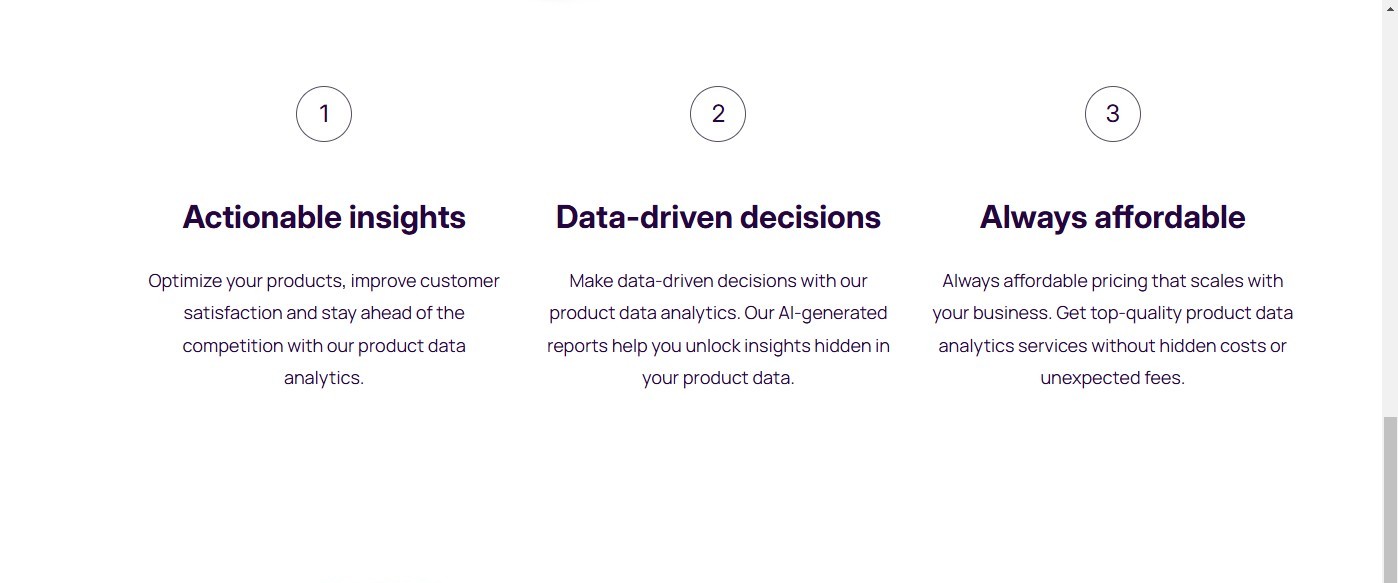 1
Actionable insights
Optimize your products, improve customer
satisfaction and stay ahead of the
competition with our product data
analytics.
2
Data-driven decisions
Make data-driven decisions with our
product data analytics. Our AI-generated
reports help you unlock insights hidden in
your product data.
3
Always affordable
Always affordable pricing that scales with
your business. Get top-quality product data
analytics services without hidden costs or
unexpected fees.